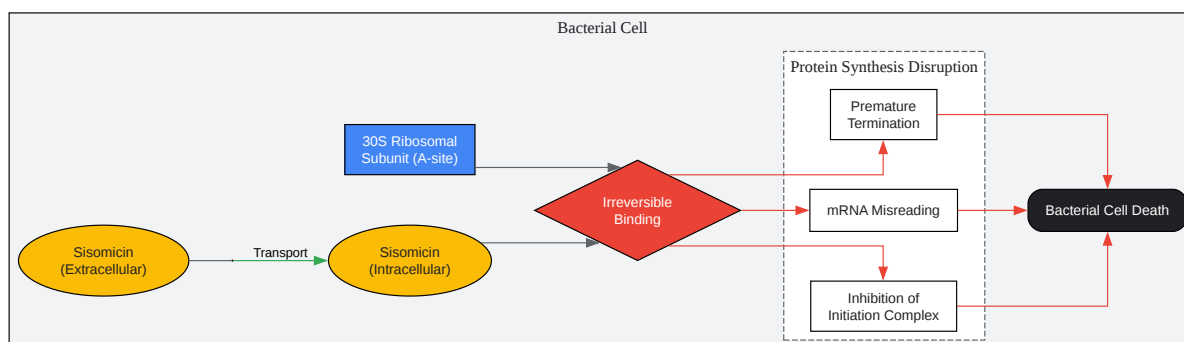 Bacterial Cell
Protein Synthesis Disruption
Premature
Termination
30S Ribosomal
Subunit (A-site)
Irreversible
Binding
mRNA Misreading
Bacterial Cell Death
Sisomicin
(Extracellular)
Transport
Sisomicin
(Intracellular)
Inhibition of
Initiation Complex